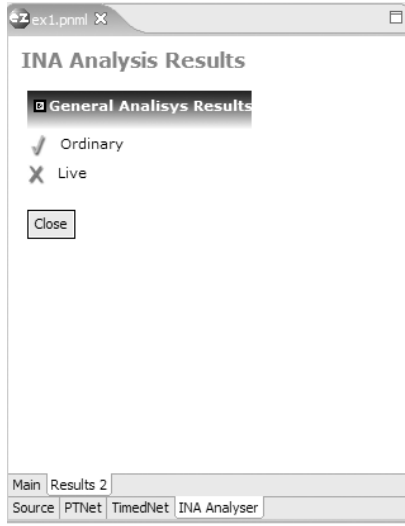 ez ex1.pnml
INA Analysis Results
General Analisys Results
Ordinary
Live
Close
Main Results 2
Source PTNet TimedNet INA Analyser